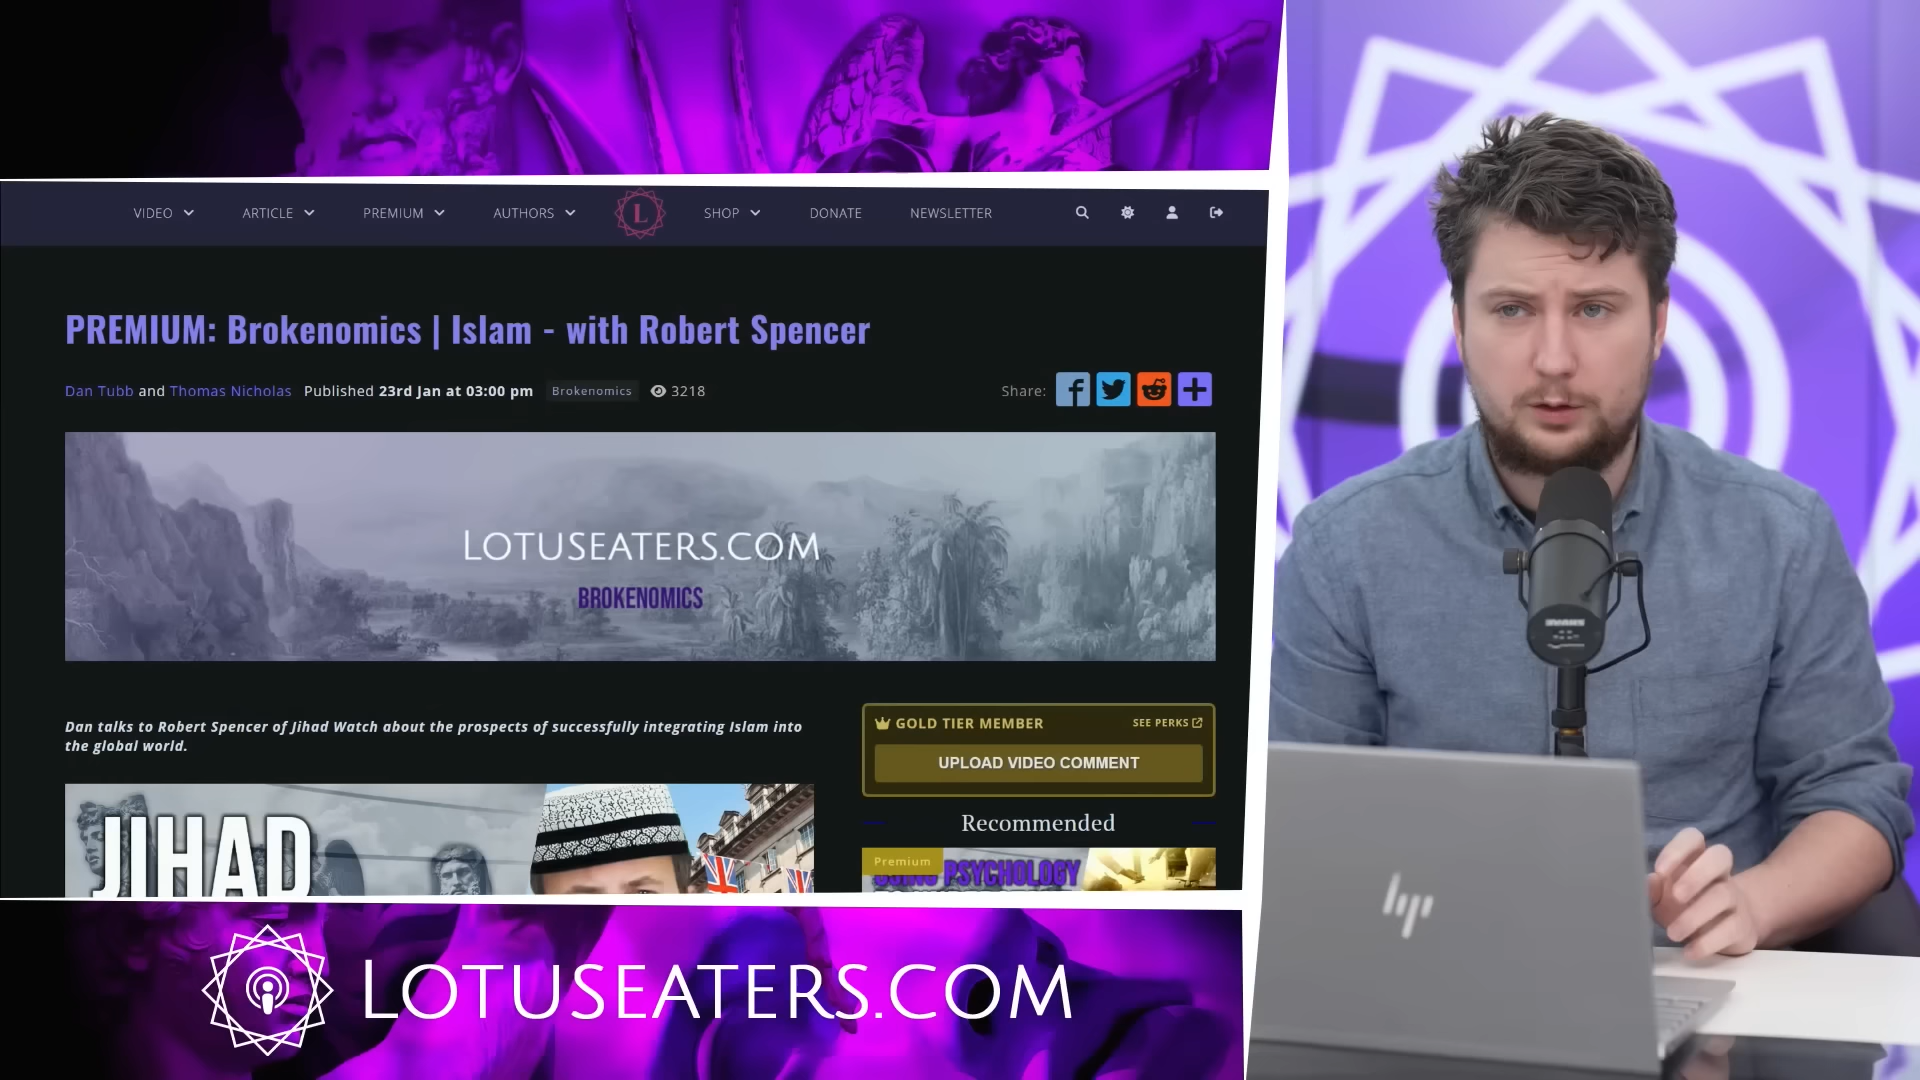 VIDEO
ARTICLE
PREMIUM
AUTHORS
L
SHOP
DONATE
NEWSLETTER
PREMIUM: Brokenomics | Islam - with Robert Spencer
Dan Tubb and Thomas Nicholas Published 23rd Jan at 03:00 pm Brokenomics 3218
Share:
LOTUSEATERS.COM
BROKENOMICS
Dan talks to Robert Spencer of Jihad Watch about the prospects of successfully integrating Islam into
the global world.
GOLD TIER MEMBER
SEE PERKS
UPLOAD VIDEO COMMENT
Recommended
JIHAD
Premium
PSYCHOLOGY
LOTUSEATERS.COM
hp